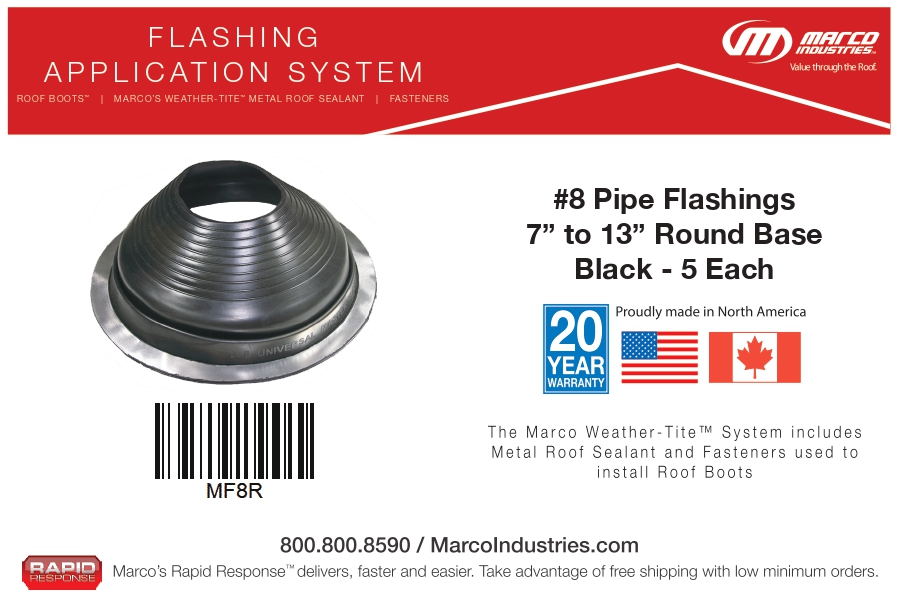 FLASHING
APPLICATION SYSTEM
ROOF BOOTS™ | MARCO'S WEATHER-TITE™ METAL ROOF SEALANT | FASTENERS
MARCO
INDUSTRIES™
Value through the Roof.
#8 Pipe Flashings
7” to 13” Round Base
Black - 5 Each
20
YEAR
WARRANTY
Proudly made in North America
UNIVERSAL
MF8R
The Marco Weather-Tite™ System includes
Metal Roof Sealant and Fasteners used to
install Roof Boots
800.800.8590 / MarcoIndustries.com
RAPID
RESPONSE
Marco's Rapid Response™ delivers, faster and easier. Take advantage of free shipping with low minimum orders.